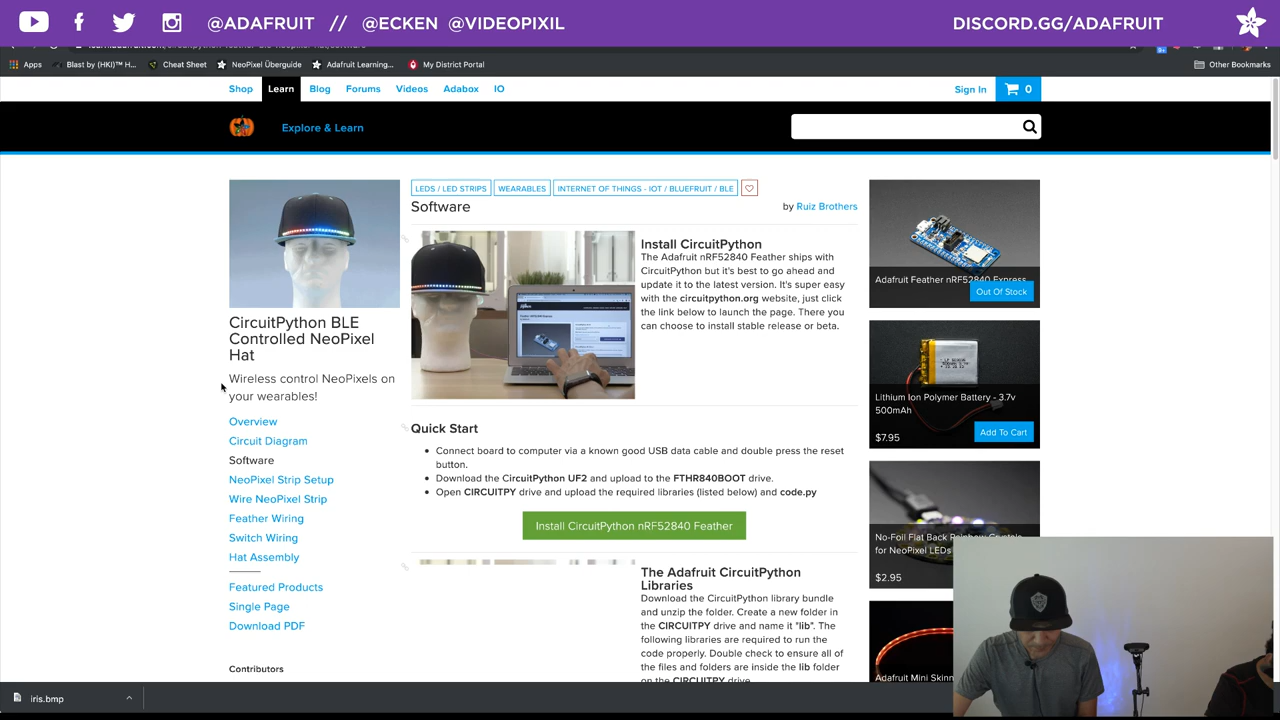 @ADAFRUIT // @ECKEN @VIDEOPIXIL
DISCORD.GG/ADAFRUIT
Apps
Blast by (HKI)™ H...
Cheat Sheet
NeoPixel Überguide
Adafruit Learning...
My District Portal
Other Bookmarks
Shop
Learn
Blog
Forums
Videos
Adabox
IO
Sign In
0
Explore & Learn
CircuitPython BLE
Controlled NeoPixel
Hat
Wireless control NeoPixels on
your wearables!
Overview
Circuit Diagram
Software
NeoPixel Strip Setup
Wire NeoPixel Strip
Feather Wiring
Switch Wiring
Hat Assembly
Featured Products
Single Page
Download PDF
Contributors
LEDS / LED STRIPS
WEARABLES
INTERNET OF THINGS - IOT / BLUEFRUIT / BLE
Software
by Ruiz Brothers
Install CircuitPython
The Adafruit nRF52840 Feather ships with
CircuitPython but it's best to go ahead and
update it to the latest version. It's super easy
with the circuitpython.org website, just click
the link below to launch the page. There you
can choose to install stable release or beta.
Quick Start
• Connect board to computer via a known good USB data cable and double press the reset
button.
• Download the CircuitPython UF2 and upload to the FTHR840BOOT drive.
• Open CIRCUITPY drive and upload the required libraries (listed below) and code.py
Install CircuitPython nRF52840 Feather
The Adafruit CircuitPython
Libraries
Download the CircuitPython library bundle
and unzip the folder. Create a new folder in
the CIRCUITPY drive and name it "lib". The
following libraries are required to run the
code properly. Double check to ensure all of
the files and folders are inside the lib folder
on the CIRCUITPY drive.
Adafruit Feather nRF52840 Express
Out Of Stock
Lithium Ion Polymer Battery - 3.7v
500mAh
$7.95
Add To Cart
No-Foil Flat Back Rainbow Crystals
for NeoPixel LEDs
$2.95
Adafruit Mini Skinn
iris.bmp